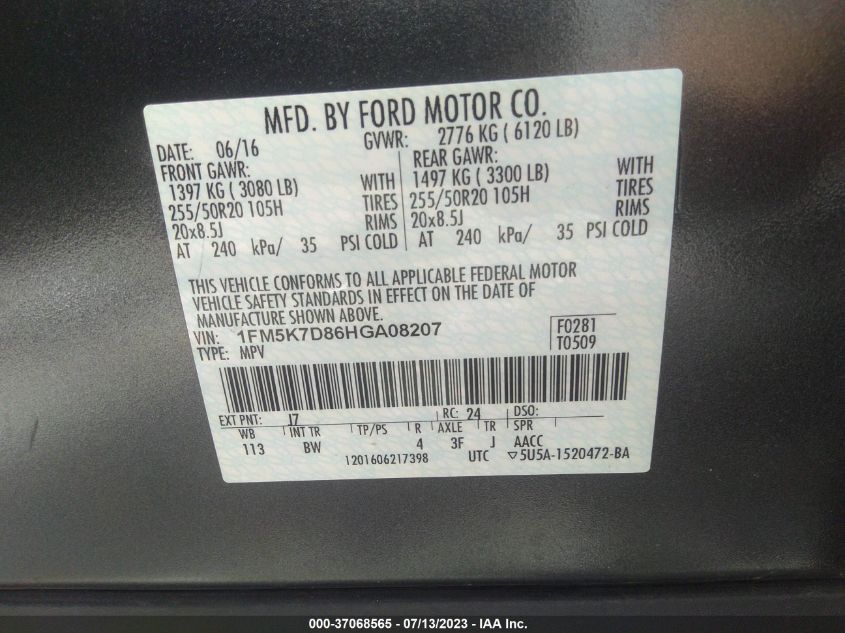 MFD. BY FORD MOTOR CO.
DATE: 06/16 GVWR: 2776 KG ( 6120 LB)
FRONT GAWR: REAR GAWR:
1397 KG ( 3080 LB) WITH 1497 KG ( 3300 LB) WITH
255/50R20 105H TIRES 255/50R20 105H TIRES
20x8.5J RIMS 20x8.5J RIMS
AT 240 kPa/ 35 PSI COLD AT 240 kPa/ 35 PSI COLD
THIS VEHICLE CONFORMS TO ALL APPLICABLE FEDERAL MOTOR
VEHICLE SAFETY STANDARDS IN EFFECT ON THE DATE OF
MANUFACTURE SHOWN ABOVE.
VIN: 1FM5K7D86HGA08207 F0281
TYPE: MPV T0509
EXT PNT: J7 RC: 24 DSO:
WB INT TR TP/PS R AXLE TR SPR
113 BW 4 3F J AACC
1201606217398 UTC ▽5U5A-1520472-BA
000-37068565 - 07/13/2023 - IAA Inc.